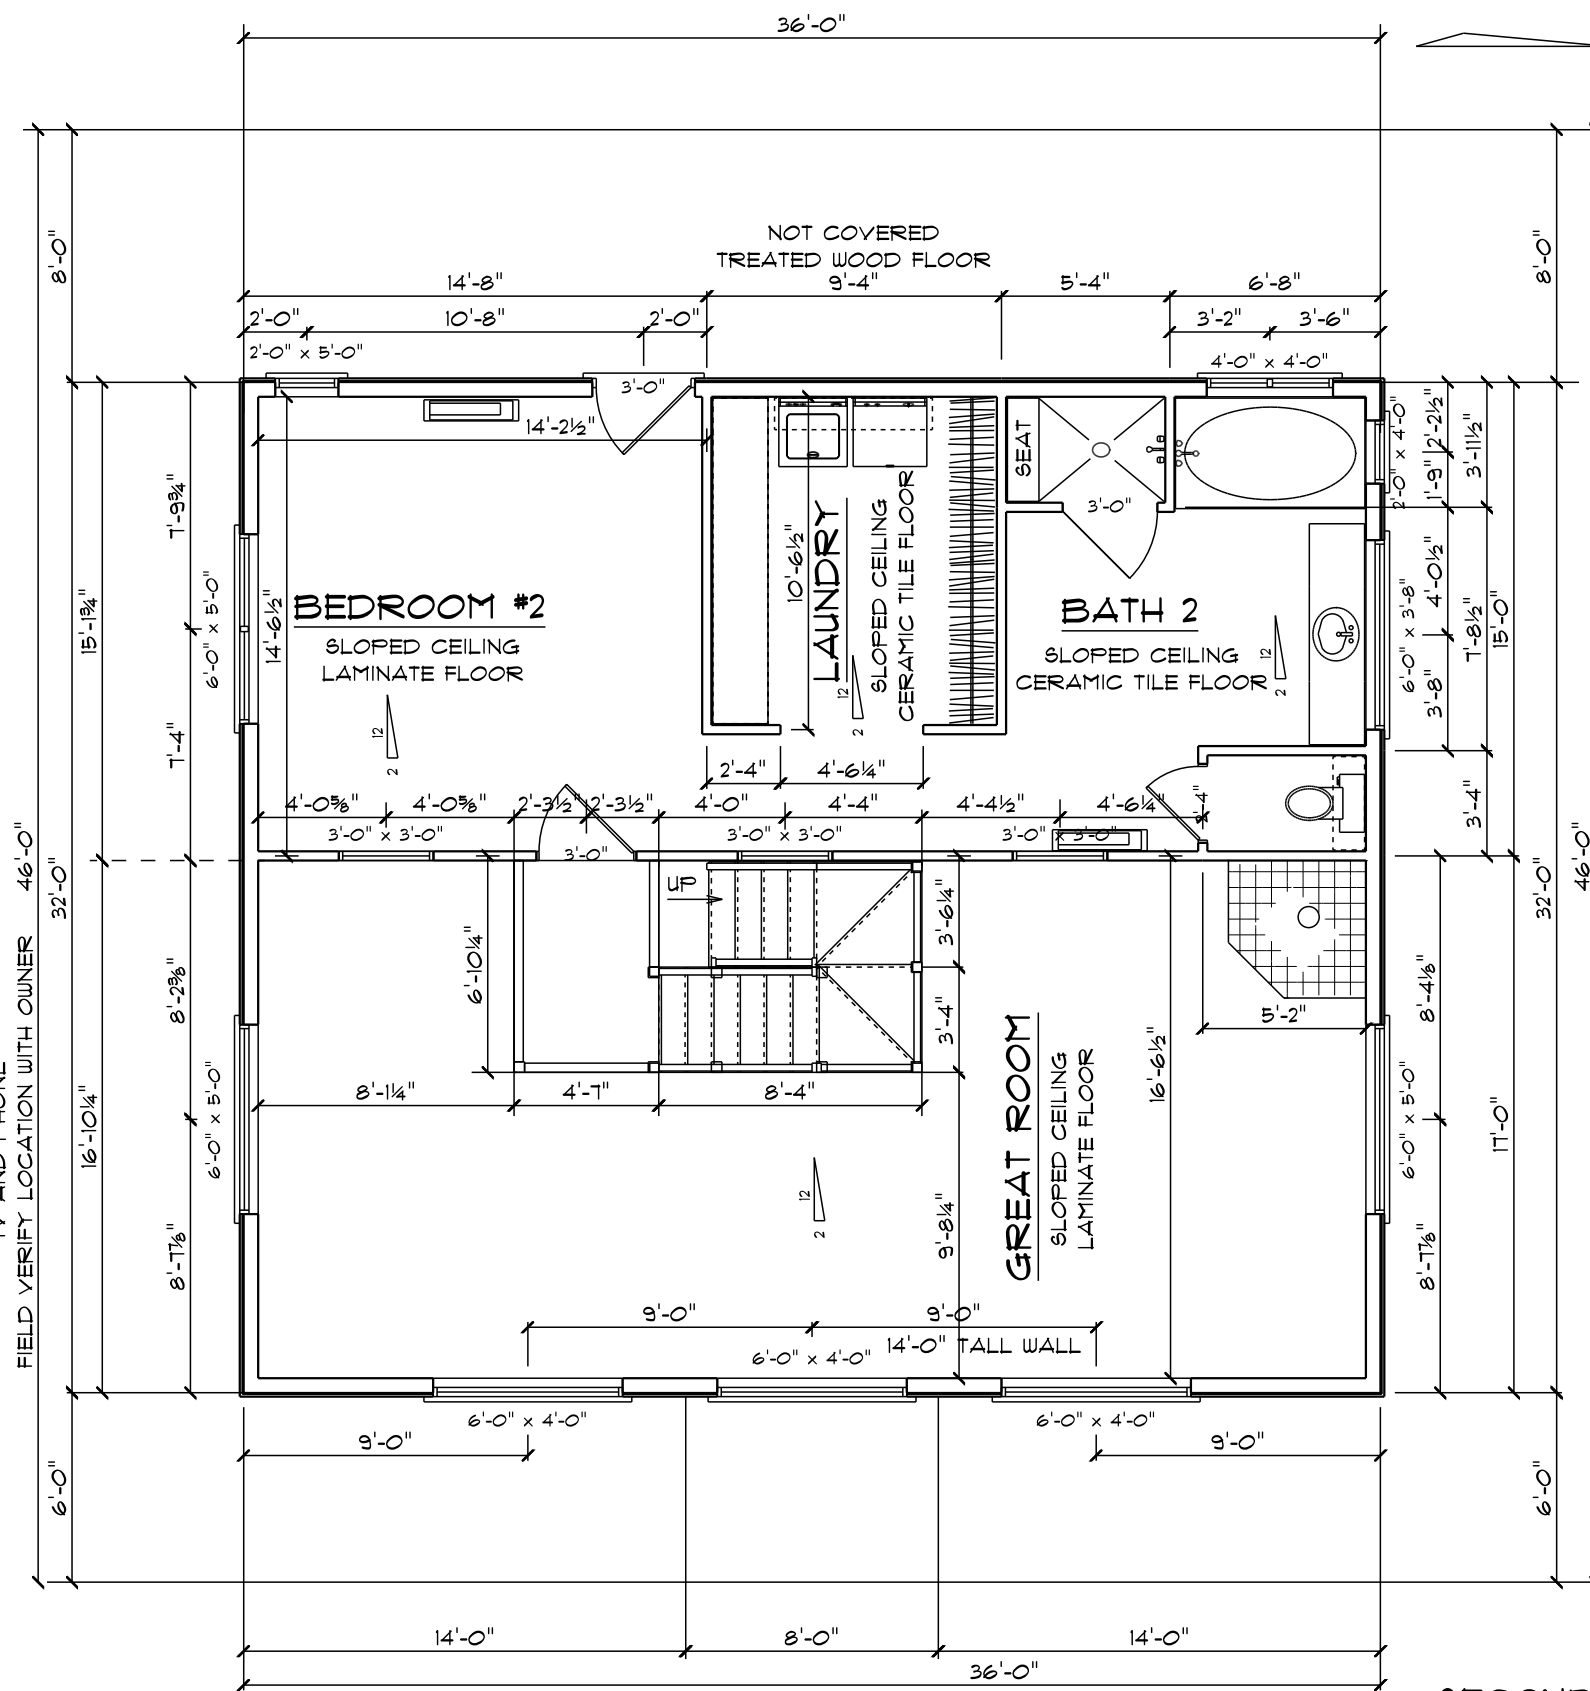 36'-0"
8'-0"
8'-0"
NOT COVERED
TREATED WOOD FLOOR
14'-8"
9'-4"
5'-4"
6'-8"
2'-0"
10'-8"
2'-0"
3'-2"
3'-6"
2'-0" x 5'-0"
4'-0" x 4'-0"
3'-0"
14'-2½"
SEAT
3'-0"
2'-0" x 4'-0"
2'-2½"
1'-9"
3'-11½"
7'-9¾"
15'-1¾"
6'-0" x 5'-0"
14'-6½"
BEDROOM #2
SLOPED CEILING
LAMINATE FLOOR
12
2
10'-6½"
LAUNDRY
SLOPED CEILING
CERAMIC TILE FLOOR
12
2
BATH 2
SLOPED CEILING
CERAMIC TILE FLOOR
12
2
4'-0½"
6'-0" x 3'-8"
3'-8"
7'-8½"
15'-0"
7'-4"
2'-4"
4'-6¼"
4'-0⅝"
4'-0⅝"
2'-3½"
2'-3½"
4'-0"
4'-4"
4'-4½"
4'-6¼"
3'-4"
3'-0" x 3'-0"
3'-0"
3'-0" x 3'-0"
3'-0" x 3'-0"
46'-0"
32'-0"
32'-0"
46'-0"
UP
6'-10¼"
3'-6¼"
3'-4"
8'-2⅜"
8'-4⅛"
5'-2"
FIELD VERIFY LOCATION WITH OWNER
16'-10¼"
6'-0" x 5'-0"
8'-1¼"
4'-7"
8'-4"
GREAT ROOM
SLOPED CEILING
LAMINATE FLOOR
16'-6½"
6'-0" x 5'-0"
17'-0"
12
2
9'-8¼"
8'-7⅞"
8'-7⅞"
9'-0"
9'-0"
14'-0" TALL WALL
6'-0" x 4'-0"
6'-0" x 4'-0"
6'-0" x 4'-0"
9'-0"
9'-0"
6'-0"
6'-0"
14'-0"
8'-0"
14'-0"
36'-0"